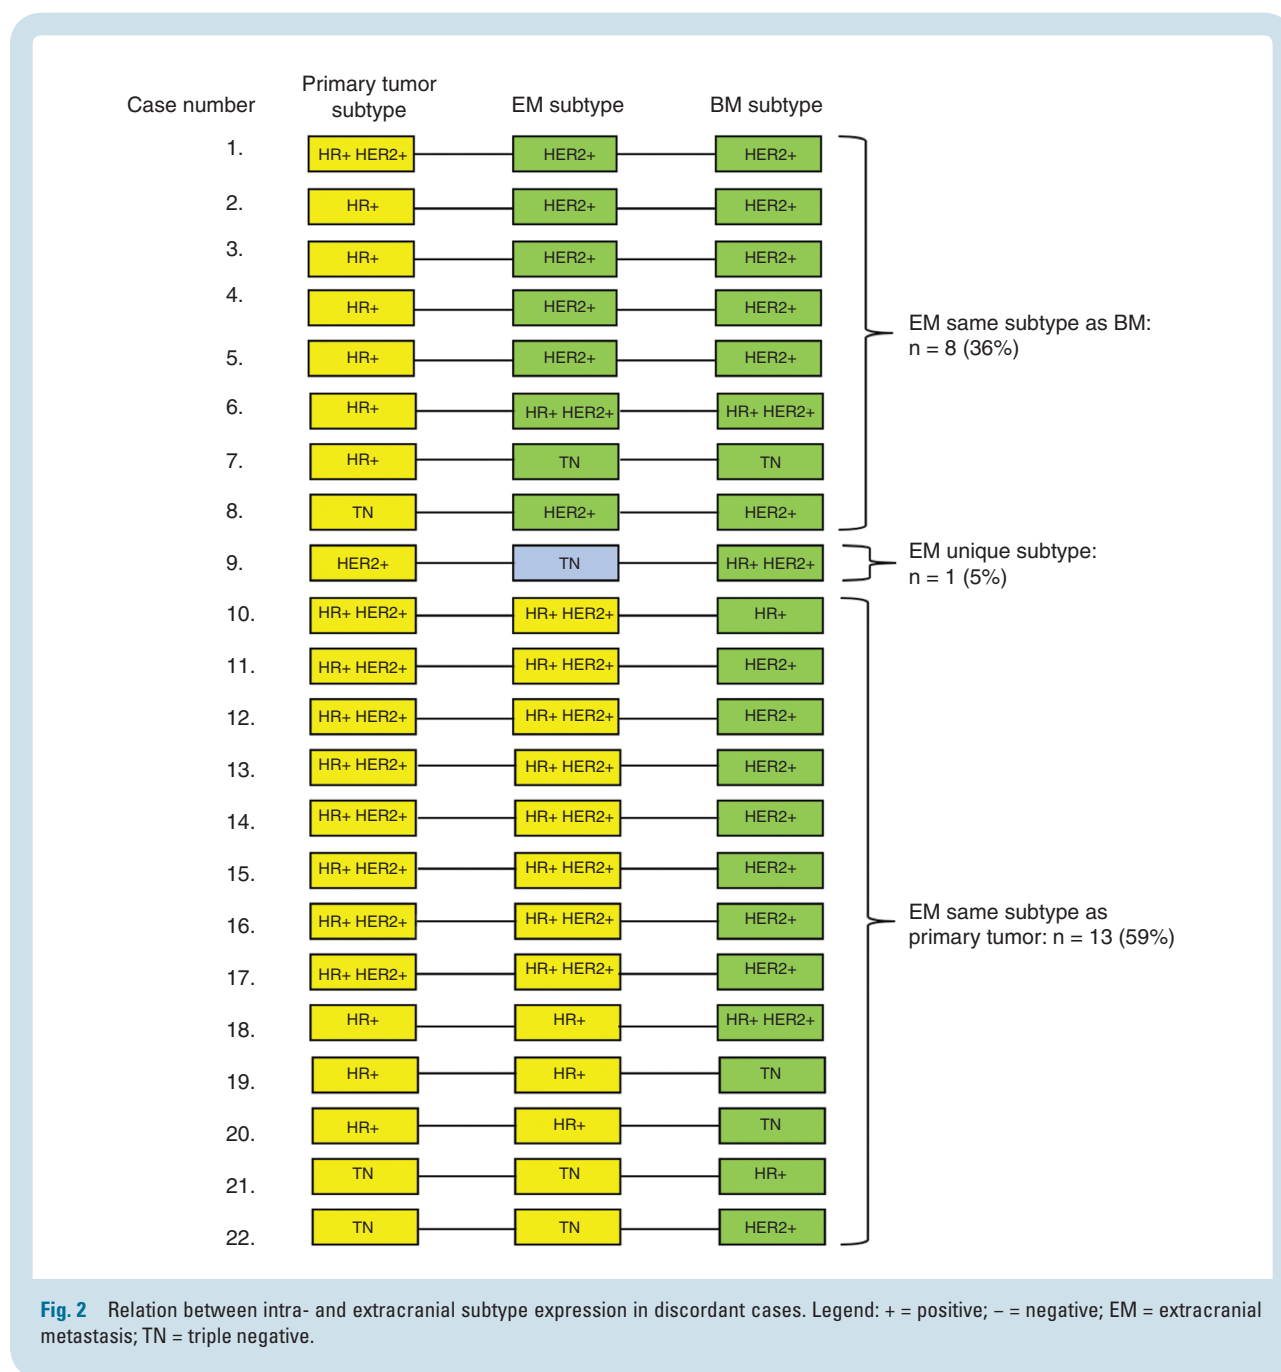 Case number
Primary tumor
subtype
EM subtype
BM subtype
1. HR+ HER2+ HER2+ HER2+
2. HR+ HER2+ HER2+
3. HR+ HER2+ HER2+
4. HR+ HER2+ HER2+
5. HR+ HER2+ HER2+
6. HR+ HR+ HER2+ HR+ HER2+
7. HR+ TN TN
8. TN HER2+ HER2+
EM same subtype as BM:
n = 8 (36%)
9. HER2+ TN HR+ HER2+
EM unique subtype:
n = 1 (5%)
10. HR+ HER2+ HR+ HER2+ HR+
11. HR+ HER2+ HR+ HER2+ HER2+
12. HR+ HER2+ HR+ HER2+ HER2+
13. HR+ HER2+ HR+ HER2+ HER2+
14. HR+ HER2+ HR+ HER2+ HER2+
15. HR+ HER2+ HR+ HER2+ HER2+
16. HR+ HER2+ HR+ HER2+ HER2+
17. HR+ HER2+ HR+ HER2+ HER2+
18. HR+ HR+ HR+ HER2+
19. HR+ HR+ TN
20. HR+ HR+ TN
21. TN TN HR+
22. TN TN HER2+
EM same subtype as
primary tumor: n = 13 (59%)
Fig. 2 Relation between intra- and extracranial subtype expression in discordant cases. Legend: + = positive; − = negative; EM = extracranial
metastasis; TN = triple negative.